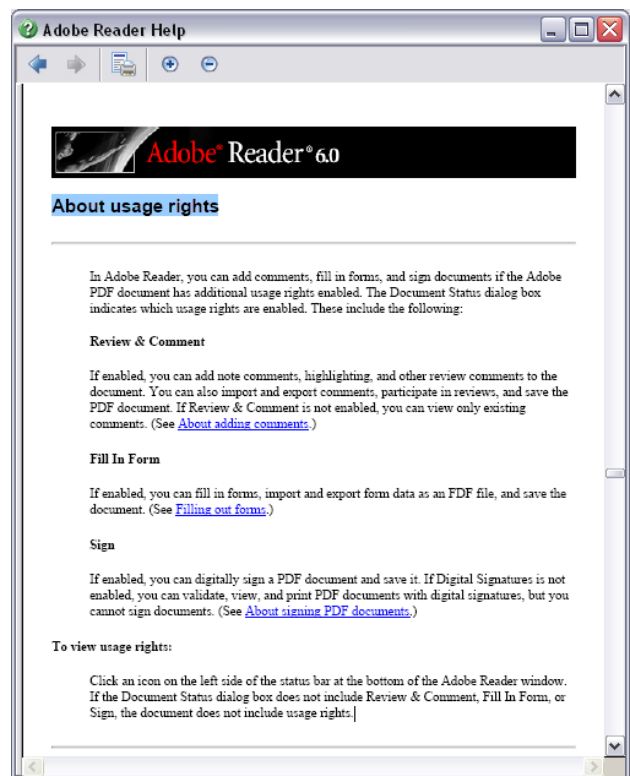 Adobe Reader Help
Adobe® Reader® 6.0
About usage rights
In Adobe Reader, you can add comments, fill in forms, and sign documents if the Adobe
PDF document has additional usage rights enabled. The Document Status dialog box
indicates which usage rights are enabled. These include the following:
Review & Comment
If enabled, you can add note comments, highlighting, and other review comments to the
document. You can also import and export comments, participate in reviews, and save the
PDF document. If Review & Comment is not enabled, you can view only existing
comments. (See About adding comments.)
Fill In Form
If enabled, you can fill in forms, import and export form data as an FDF file, and save the
document. (See Filling out forms.)
Sign
If enabled, you can digitally sign a PDF document and save it. If Digital Signatures is not
enabled, you can validate, view, and print PDF documents with digital signatures, but you
cannot sign documents. (See About signing PDF documents.)
To view usage rights:
Click an icon on the left side of the status bar at the bottom of the Adobe Reader window.
If the Document Status dialog box does not include Review & Comment, Fill In Form, or
Sign, the document does not include usage rights.